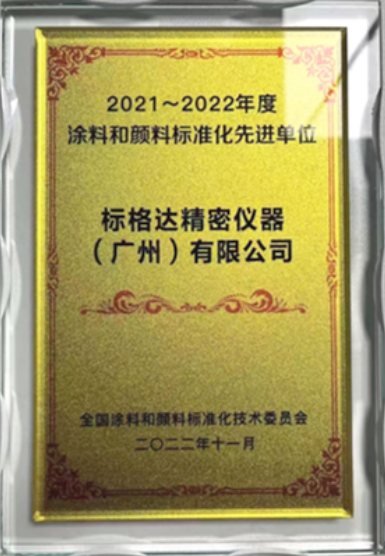 2021～2022年度
涂料和颜料标准化先进单位
标格达精密仪器
（广州）有限公司
全国涂料和颜料标准化技术委员会
二〇二二年十一月